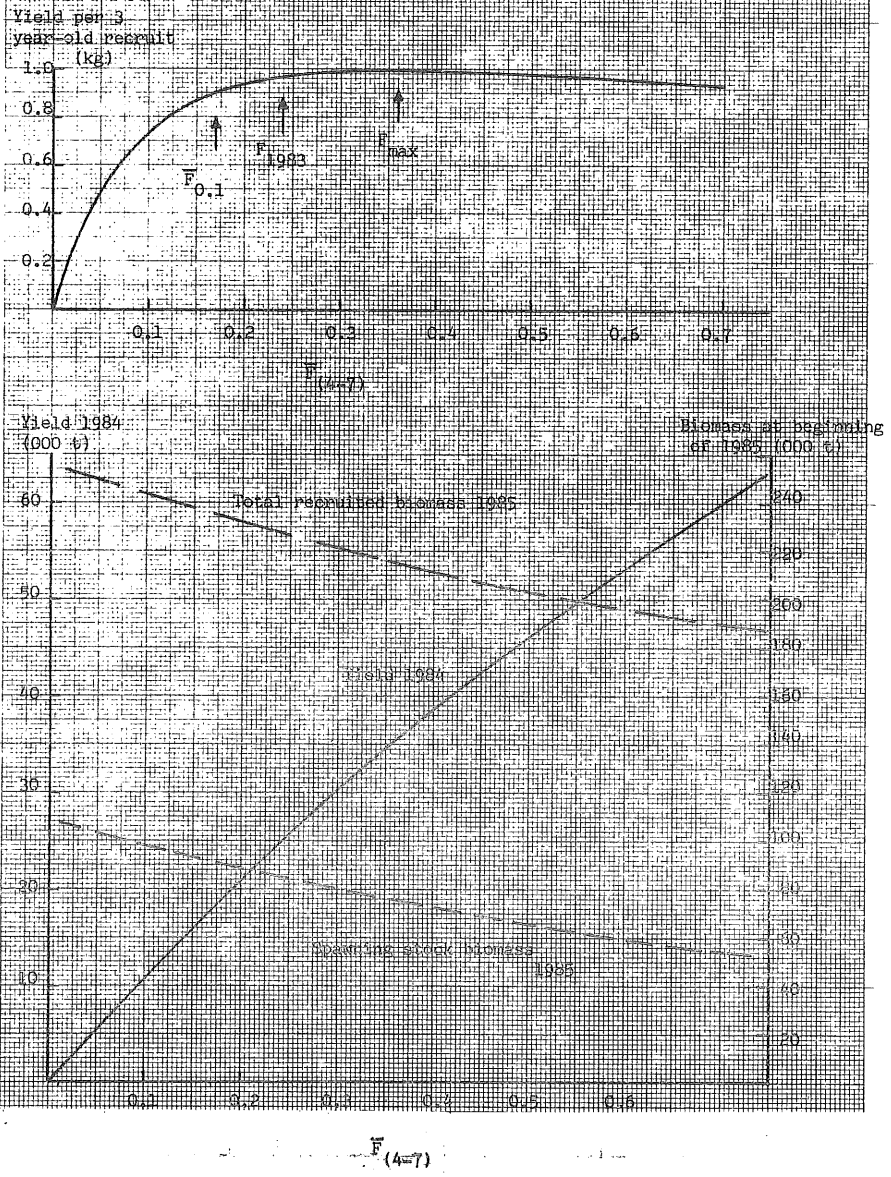 Yield per 3
year-old recruit
(kg)
1.0
0.8
0.6
0.4
0.2
F̅0.1
F1983
Fmax
0.1 0.2 0.3 0.4 0.5 0.6 0.7
F̅(4-7)
Yield 1984
(000 t)
Biomass at beginning
of 1985 (000 t)
60
50
40
30
20
10
Total recruited biomass 1985
Yield 1984
Spawning stock biomass
1985
240
220
200
180
160
140
120
100
80
60
40
20
0.1 0.2 0.3 0.4 0.5 0.6
F̅(4-7)